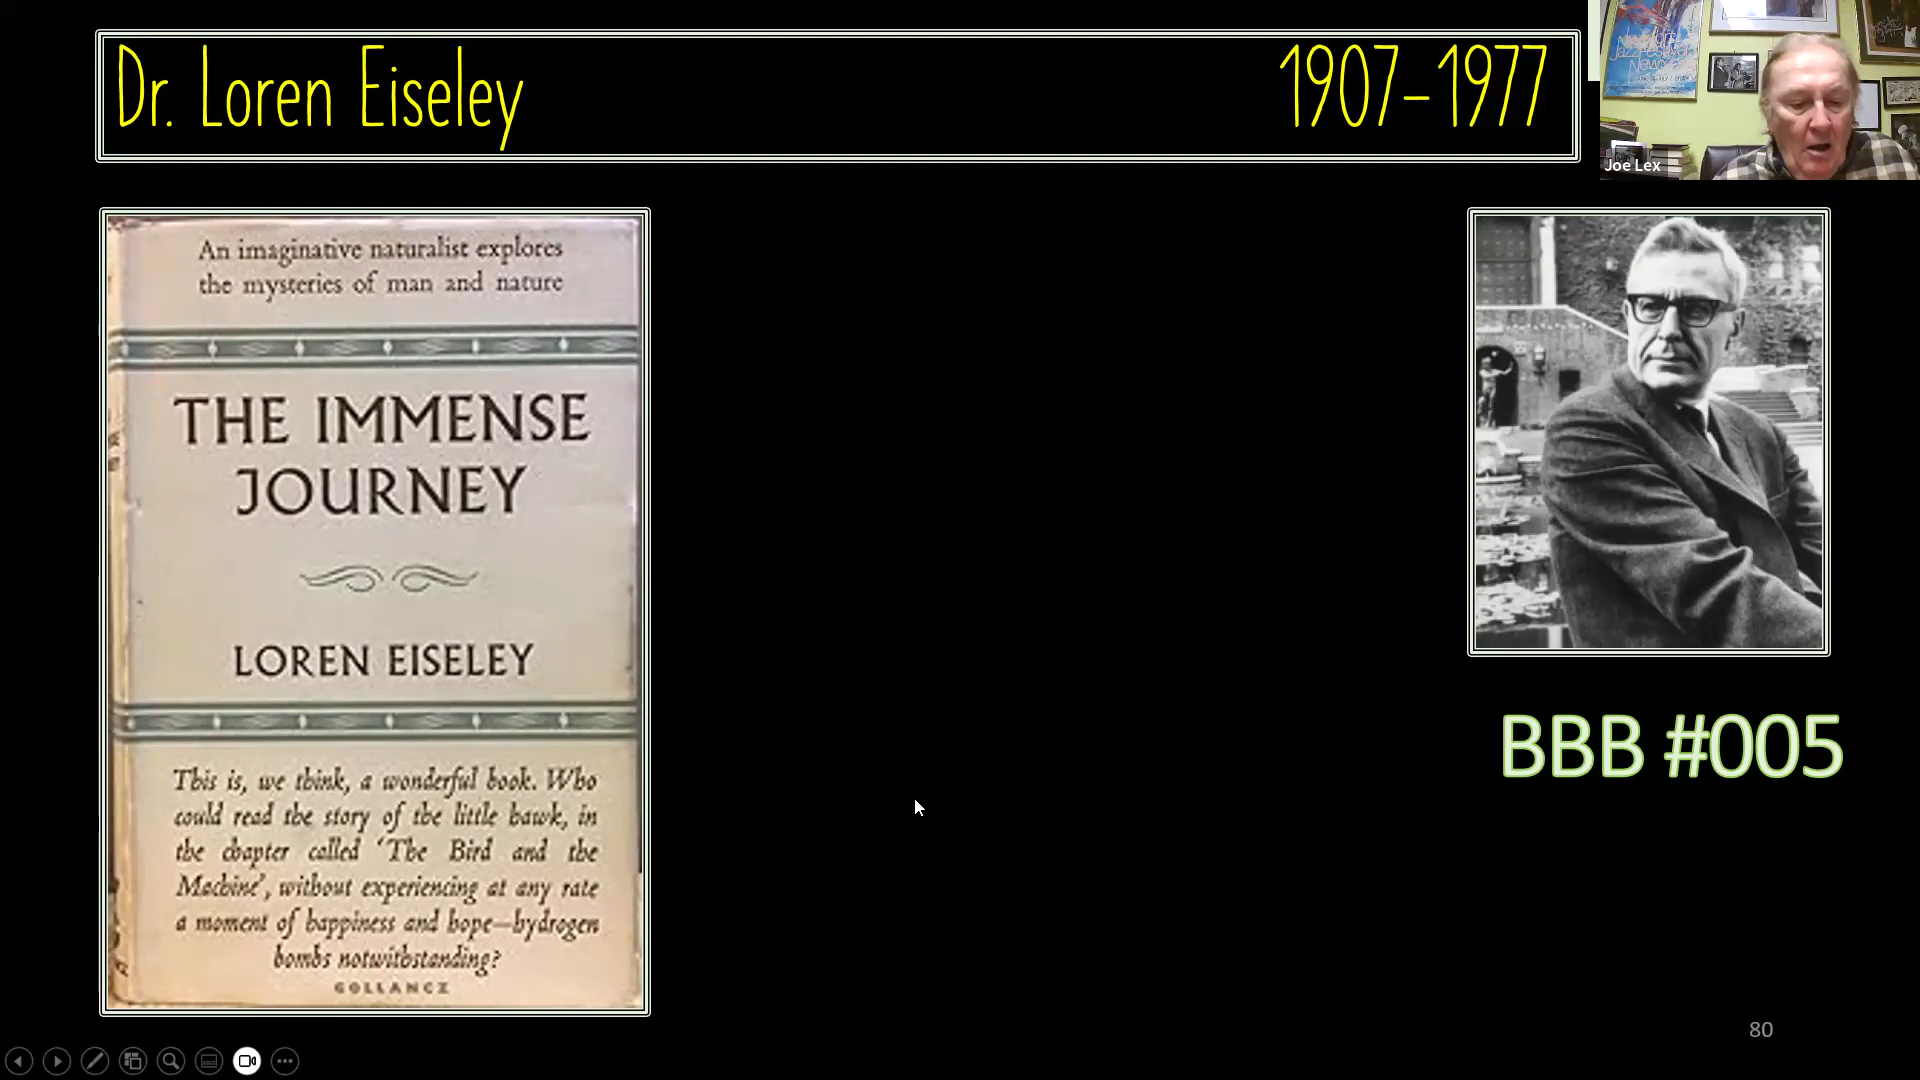 Dr. Loren Eiseley 1907-1977
Joe Lex
An imaginative naturalist explores
the mysteries of man and nature
THE IMMENSE
JOURNEY
LOREN EISELEY
This is, we think, a wonderful book. Who
could read the story of the little hawk, in
the chapter called 'The Bird and the
Machine', without experiencing at any rate
a moment of happiness and hope—hydrogen
bombs notwithstanding?
GOLLANCZ
BBB #005
80